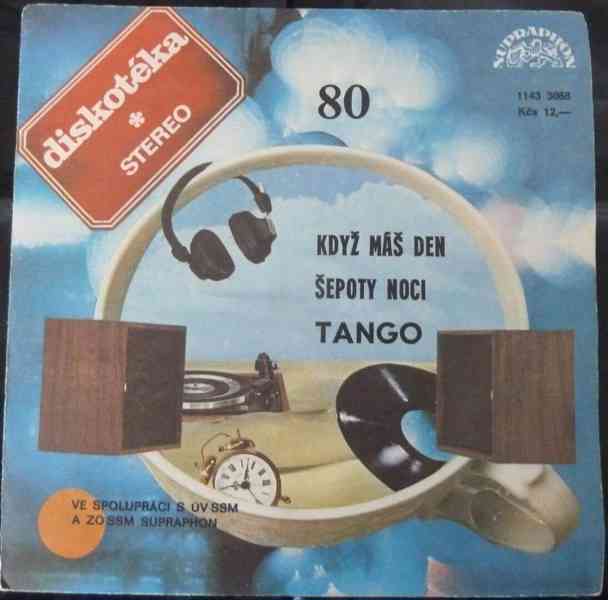 diskotéka
*
STEREO
SUPRAPHON
80
1143 3088
Kčs 12,—
KDYŽ MÁŠ DEN
ŠEPOTY NOCI
TANGO
VE SPOLUPRÁCI S ÚV SSM
A ZO SSM SUPRAPHON